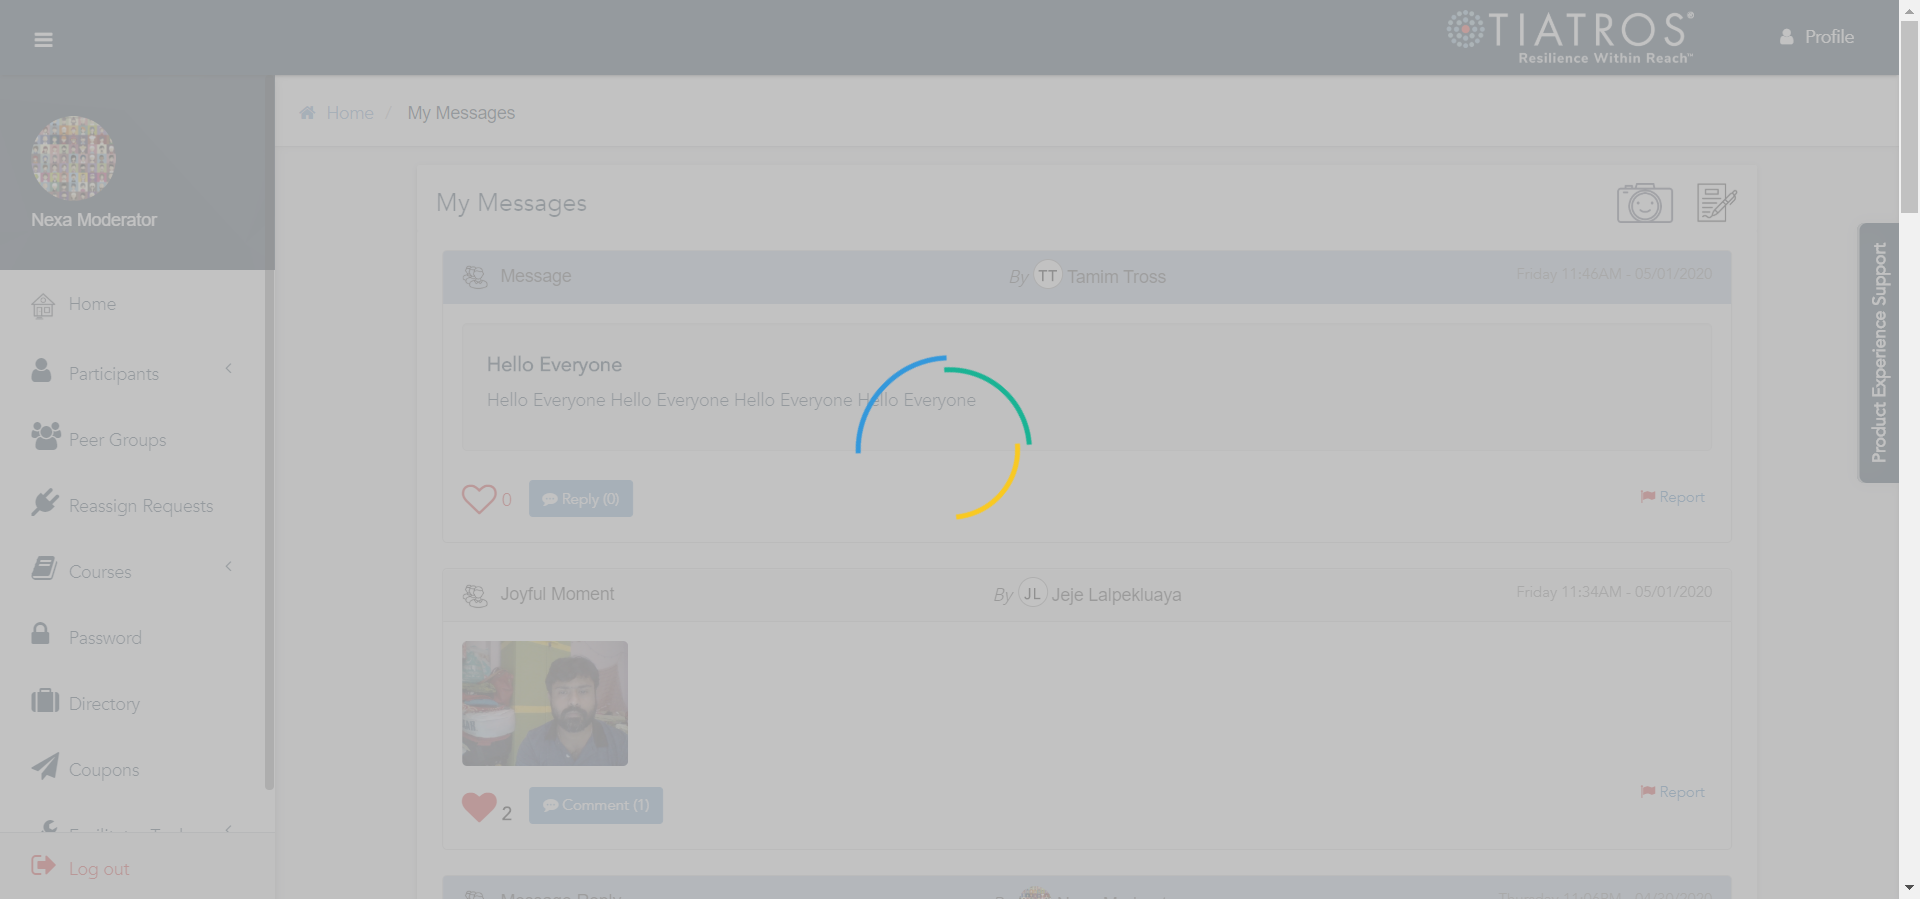 TIATROS®
Resilience Within Reach™
Profile
Home / My Messages
Nexa Moderator
Home
Participants
Peer Groups
Reassign Requests
Courses
Password
Directory
Coupons
Log out
My Messages
Message
By TT Tamim Tross
Friday 11:46AM - 05/01/2020
Hello Everyone
Hello Everyone Hello Everyone Hello Everyone Hello Everyone
0
Reply (0)
Report
Joyful Moment
By JL Jeje Lalpekluaya
Friday 11:34AM - 05/01/2020
2
Comment (1)
Report
Message Reply
Product Experience Support